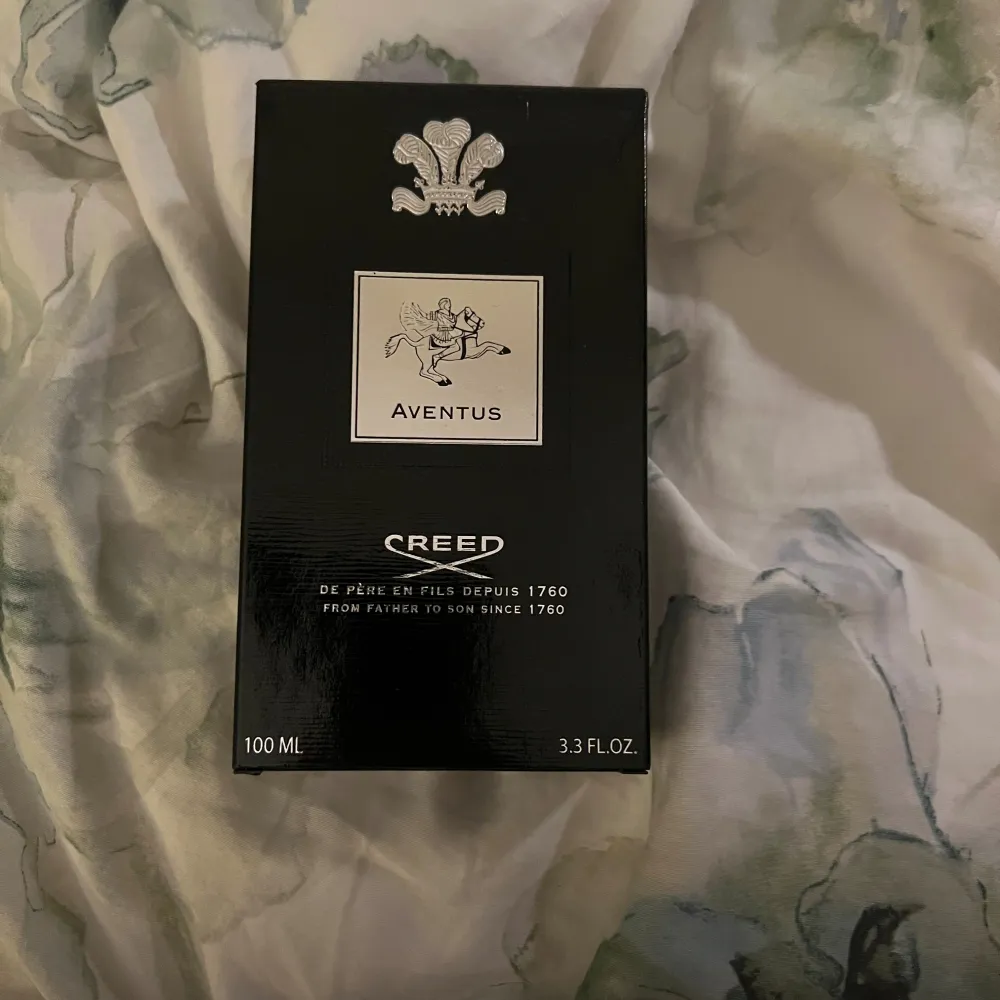 AVENTUS
CREED
DE PÈRE EN FILS DEPUIS 1760
FROM FATHER TO SON SINCE 1760
100 ML
3.3 FL.OZ.